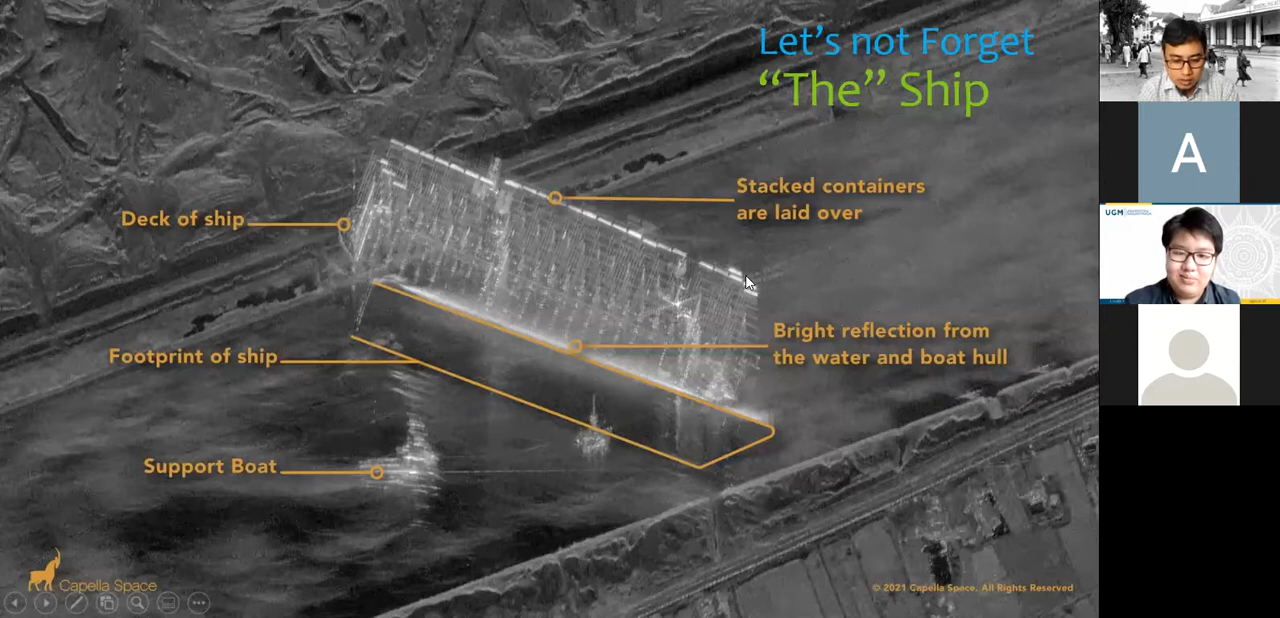 Let's not Forget
"The" Ship
Stacked containers
are laid over
Deck of ship
Bright reflection from
the water and boat hull
Footprint of ship
Support Boat
Capella Space
© 2021 Capella Space. All Rights Reserved
A
UGM